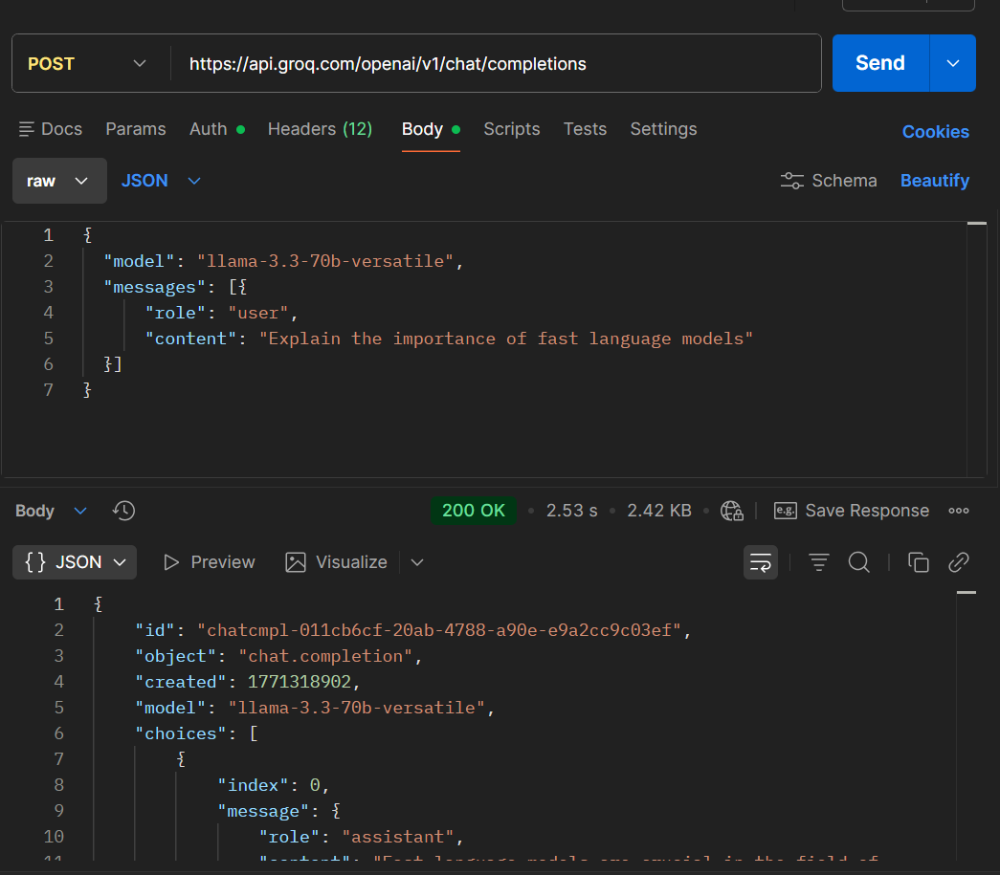 POST https://api.groq.com/openai/v1/chat/completions Send
Docs Params Auth Headers (12) Body Scripts Tests Settings Cookies
raw JSON Schema Beautify
1 {
2 "model": "llama-3.3-70b-versatile",
3 "messages": [{
4 "role": "user",
5 "content": "Explain the importance of fast language models"
6 }]
7 }
Body 200 OK • 2.53 s • 2.42 KB • e.g. Save Response
{} JSON Preview Visualize
1 {
2 "id": "chatcmpl-011cb6cf-20ab-4788-a90e-e9a2cc9c03ef",
3 "object": "chat.completion",
4 "created": 1771318902,
5 "model": "llama-3.3-70b-versatile",
6 "choices": [
7 {
8 "index": 0,
9 "message": {
10 "role": "assistant",
11 "content": "Fast language models are crucial in the field of